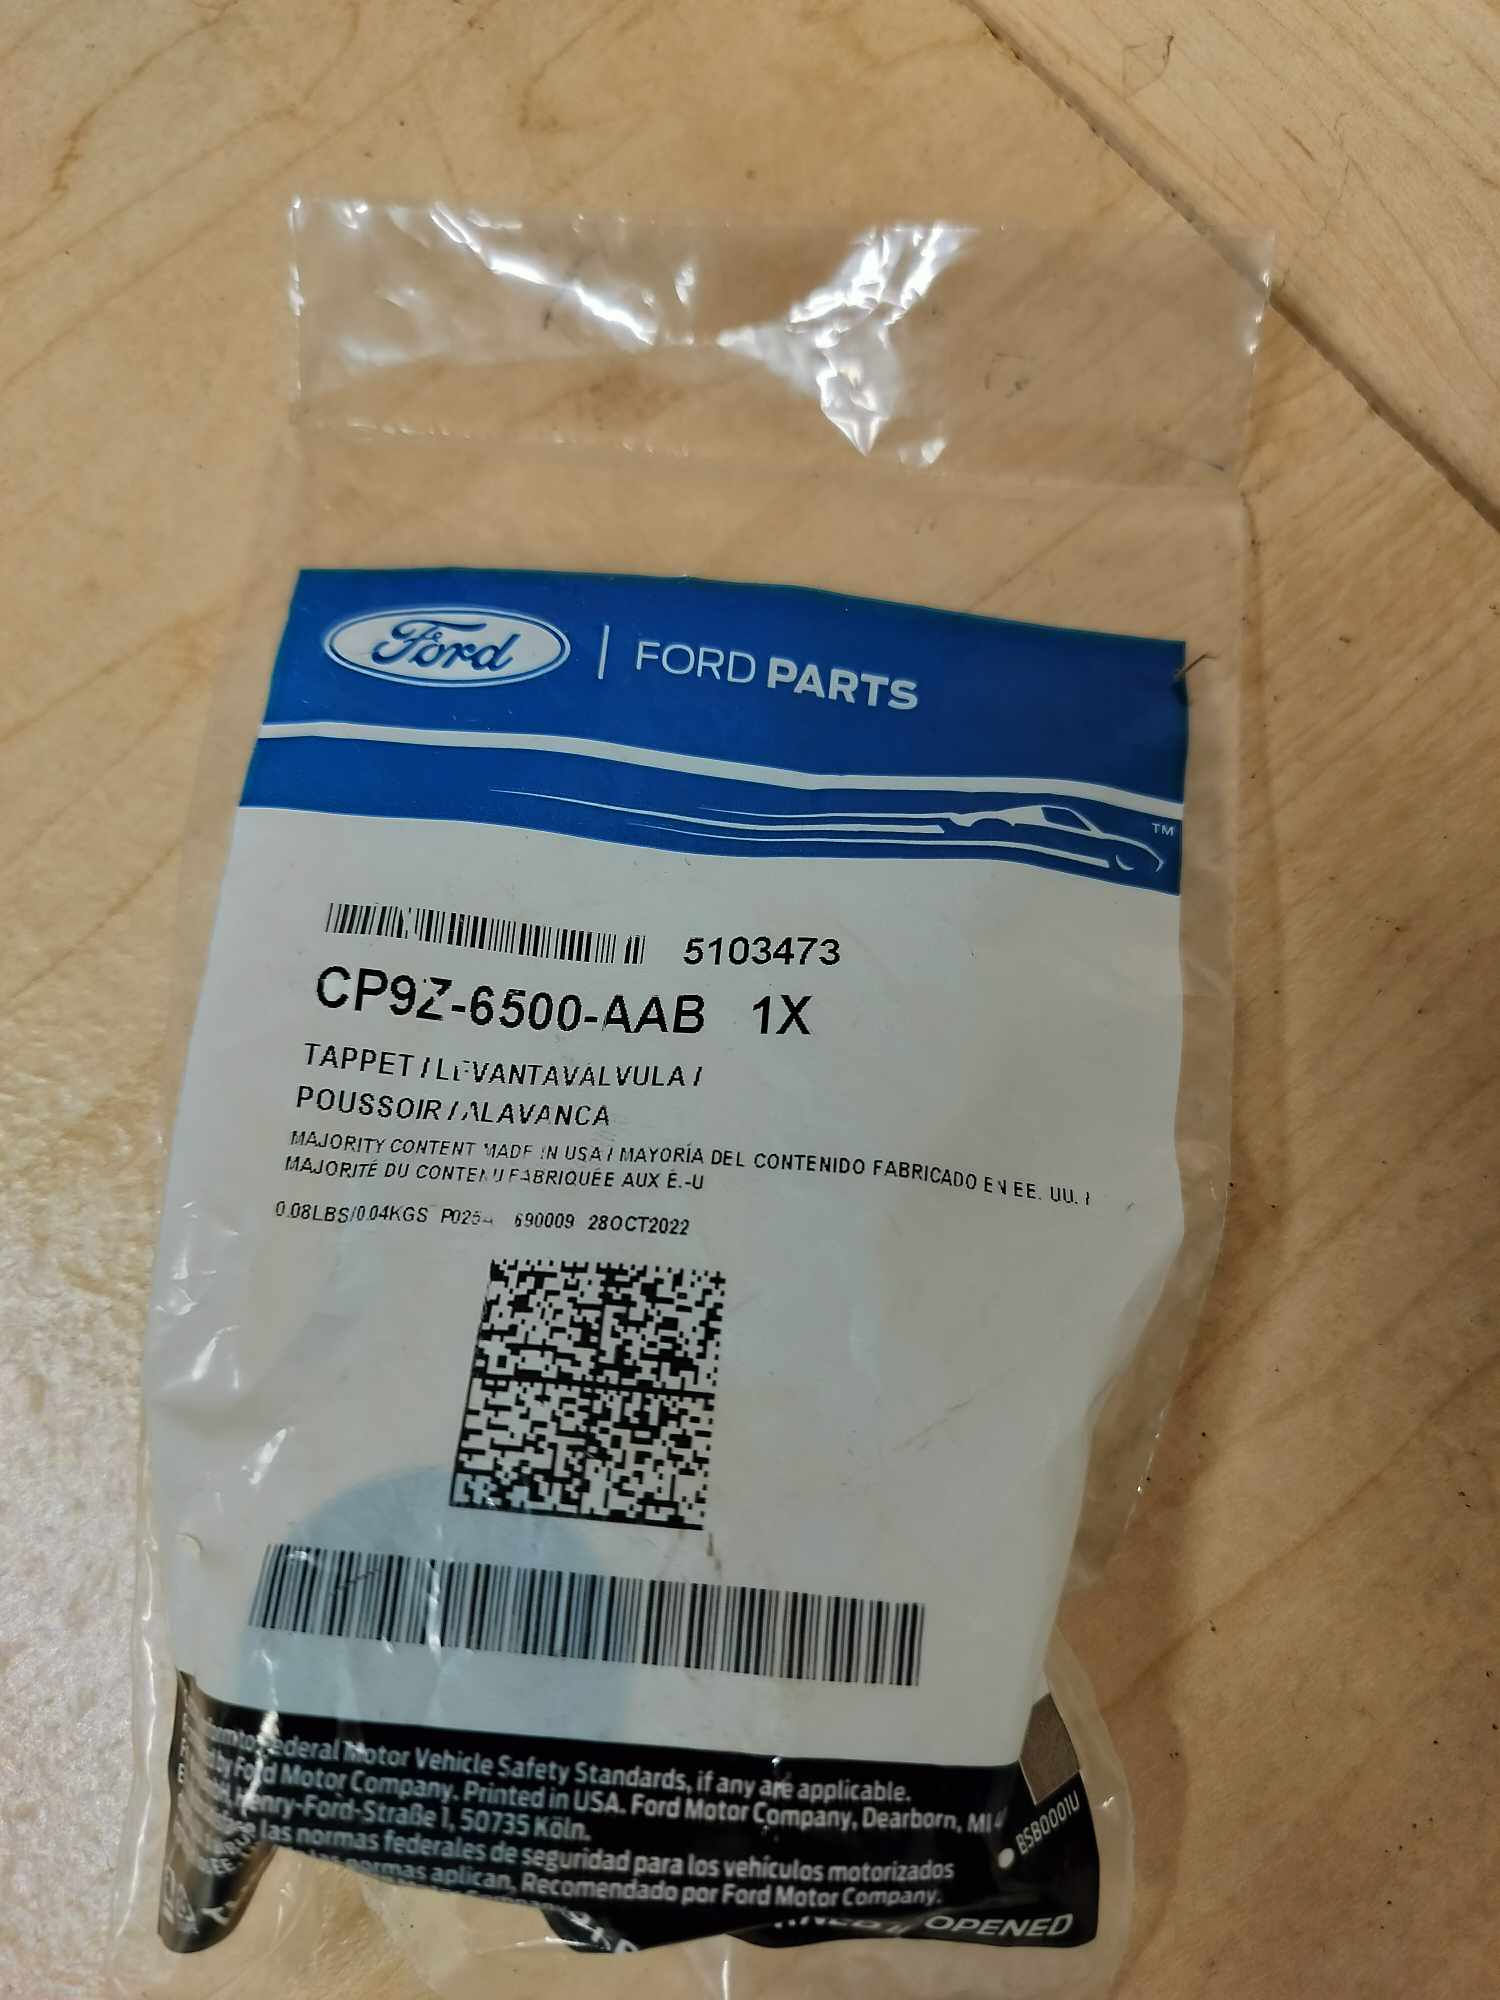 Ford | FORD PARTS
TM
5103473
CP9Z-6500-AAB 1X
TAPPET / LEVANTAVALVULA /
POUSSOIR / ALAVANCA
MAJORITY CONTENT MADE IN USA / MAYORÍA DEL CONTENIDO FABRICADO EN EE. UU. /
MAJORITÉ DU CONTENU FABRIQUÉE AUX É.-U
0.08LBS/0.04KGS 690009 28OCT2022
Federal Motor Vehicle Safety Standards, if any are applicable.
by Ford Motor Company. Printed in USA. Ford Motor Company, Dearborn, MI
Henry-Ford-Straße 1, 50735 Köln.
las normas federales de seguridad para los vehículos motorizados
normas aplican, Recomendado por Ford Motor Company.
BSB0001U
OPENED